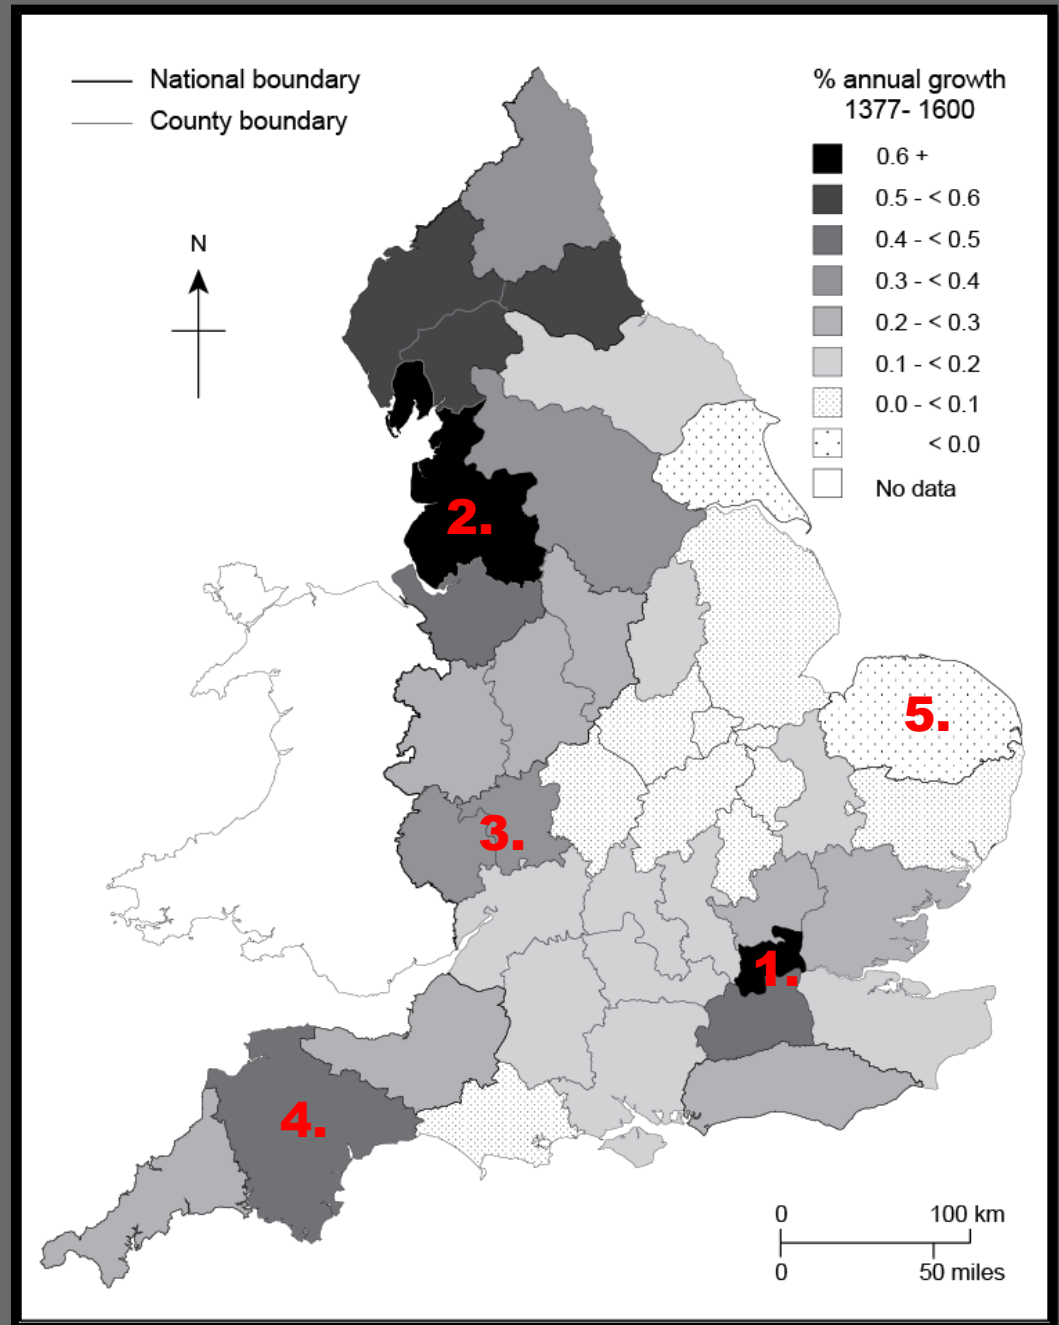 National boundary
County boundary
% annual growth
1377- 1600
0.6 +
0.5 - < 0.6
0.4 - < 0.5
0.3 - < 0.4
0.2 - < 0.3
0.1 - < 0.2
0.0 - < 0.1
< 0.0
No data
N
2.
5.
3.
1.
4.
0 100 km
0 50 miles